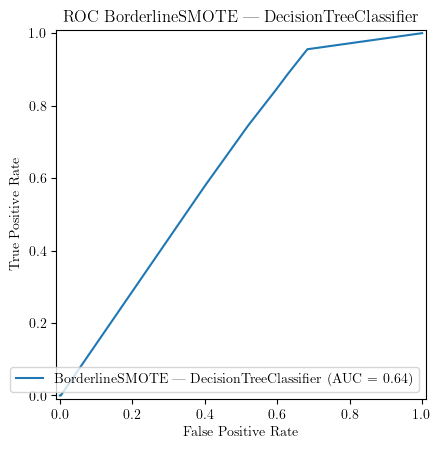 ROC BorderlineSMOTE — DecisionTreeClassifier
1.0
0.8
0.6
0.4
0.2
0.0
True Positive Rate
BorderlineSMOTE — DecisionTreeClassifier (AUC = 0.64)
0.0 0.2 0.4 0.6 0.8 1.0
False Positive Rate